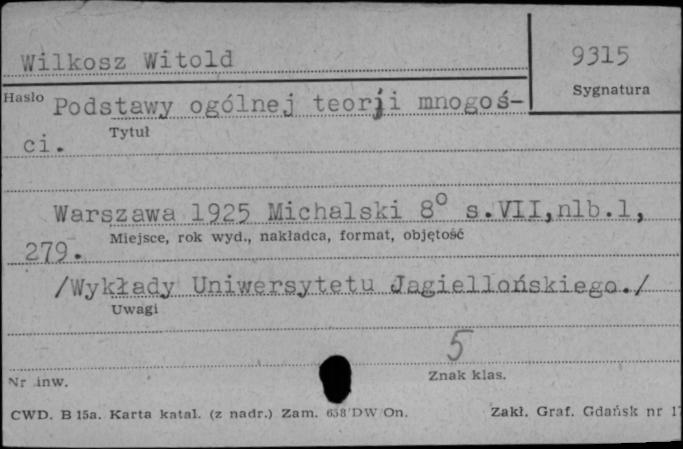 Wilkosz Witold
9315
Hasło
Sygnatura
Podstawy ogólnej teorji mnogoś-
Tytuł
ci.
Warszawa 1925 Michalski 8° s.VII,nlb.1,
Miejsce, rok wyd., nakładca, format, objętość
279.
/Wykłady Uniwersytetu Jagiellońskiego./
Uwagi
5
Nr inw.
Znak klas.
CWD. B 15a. Karta katal. (z nadr.) Zam. 658/DW/On.
Zakł. Graf. Gdańsk nr 1